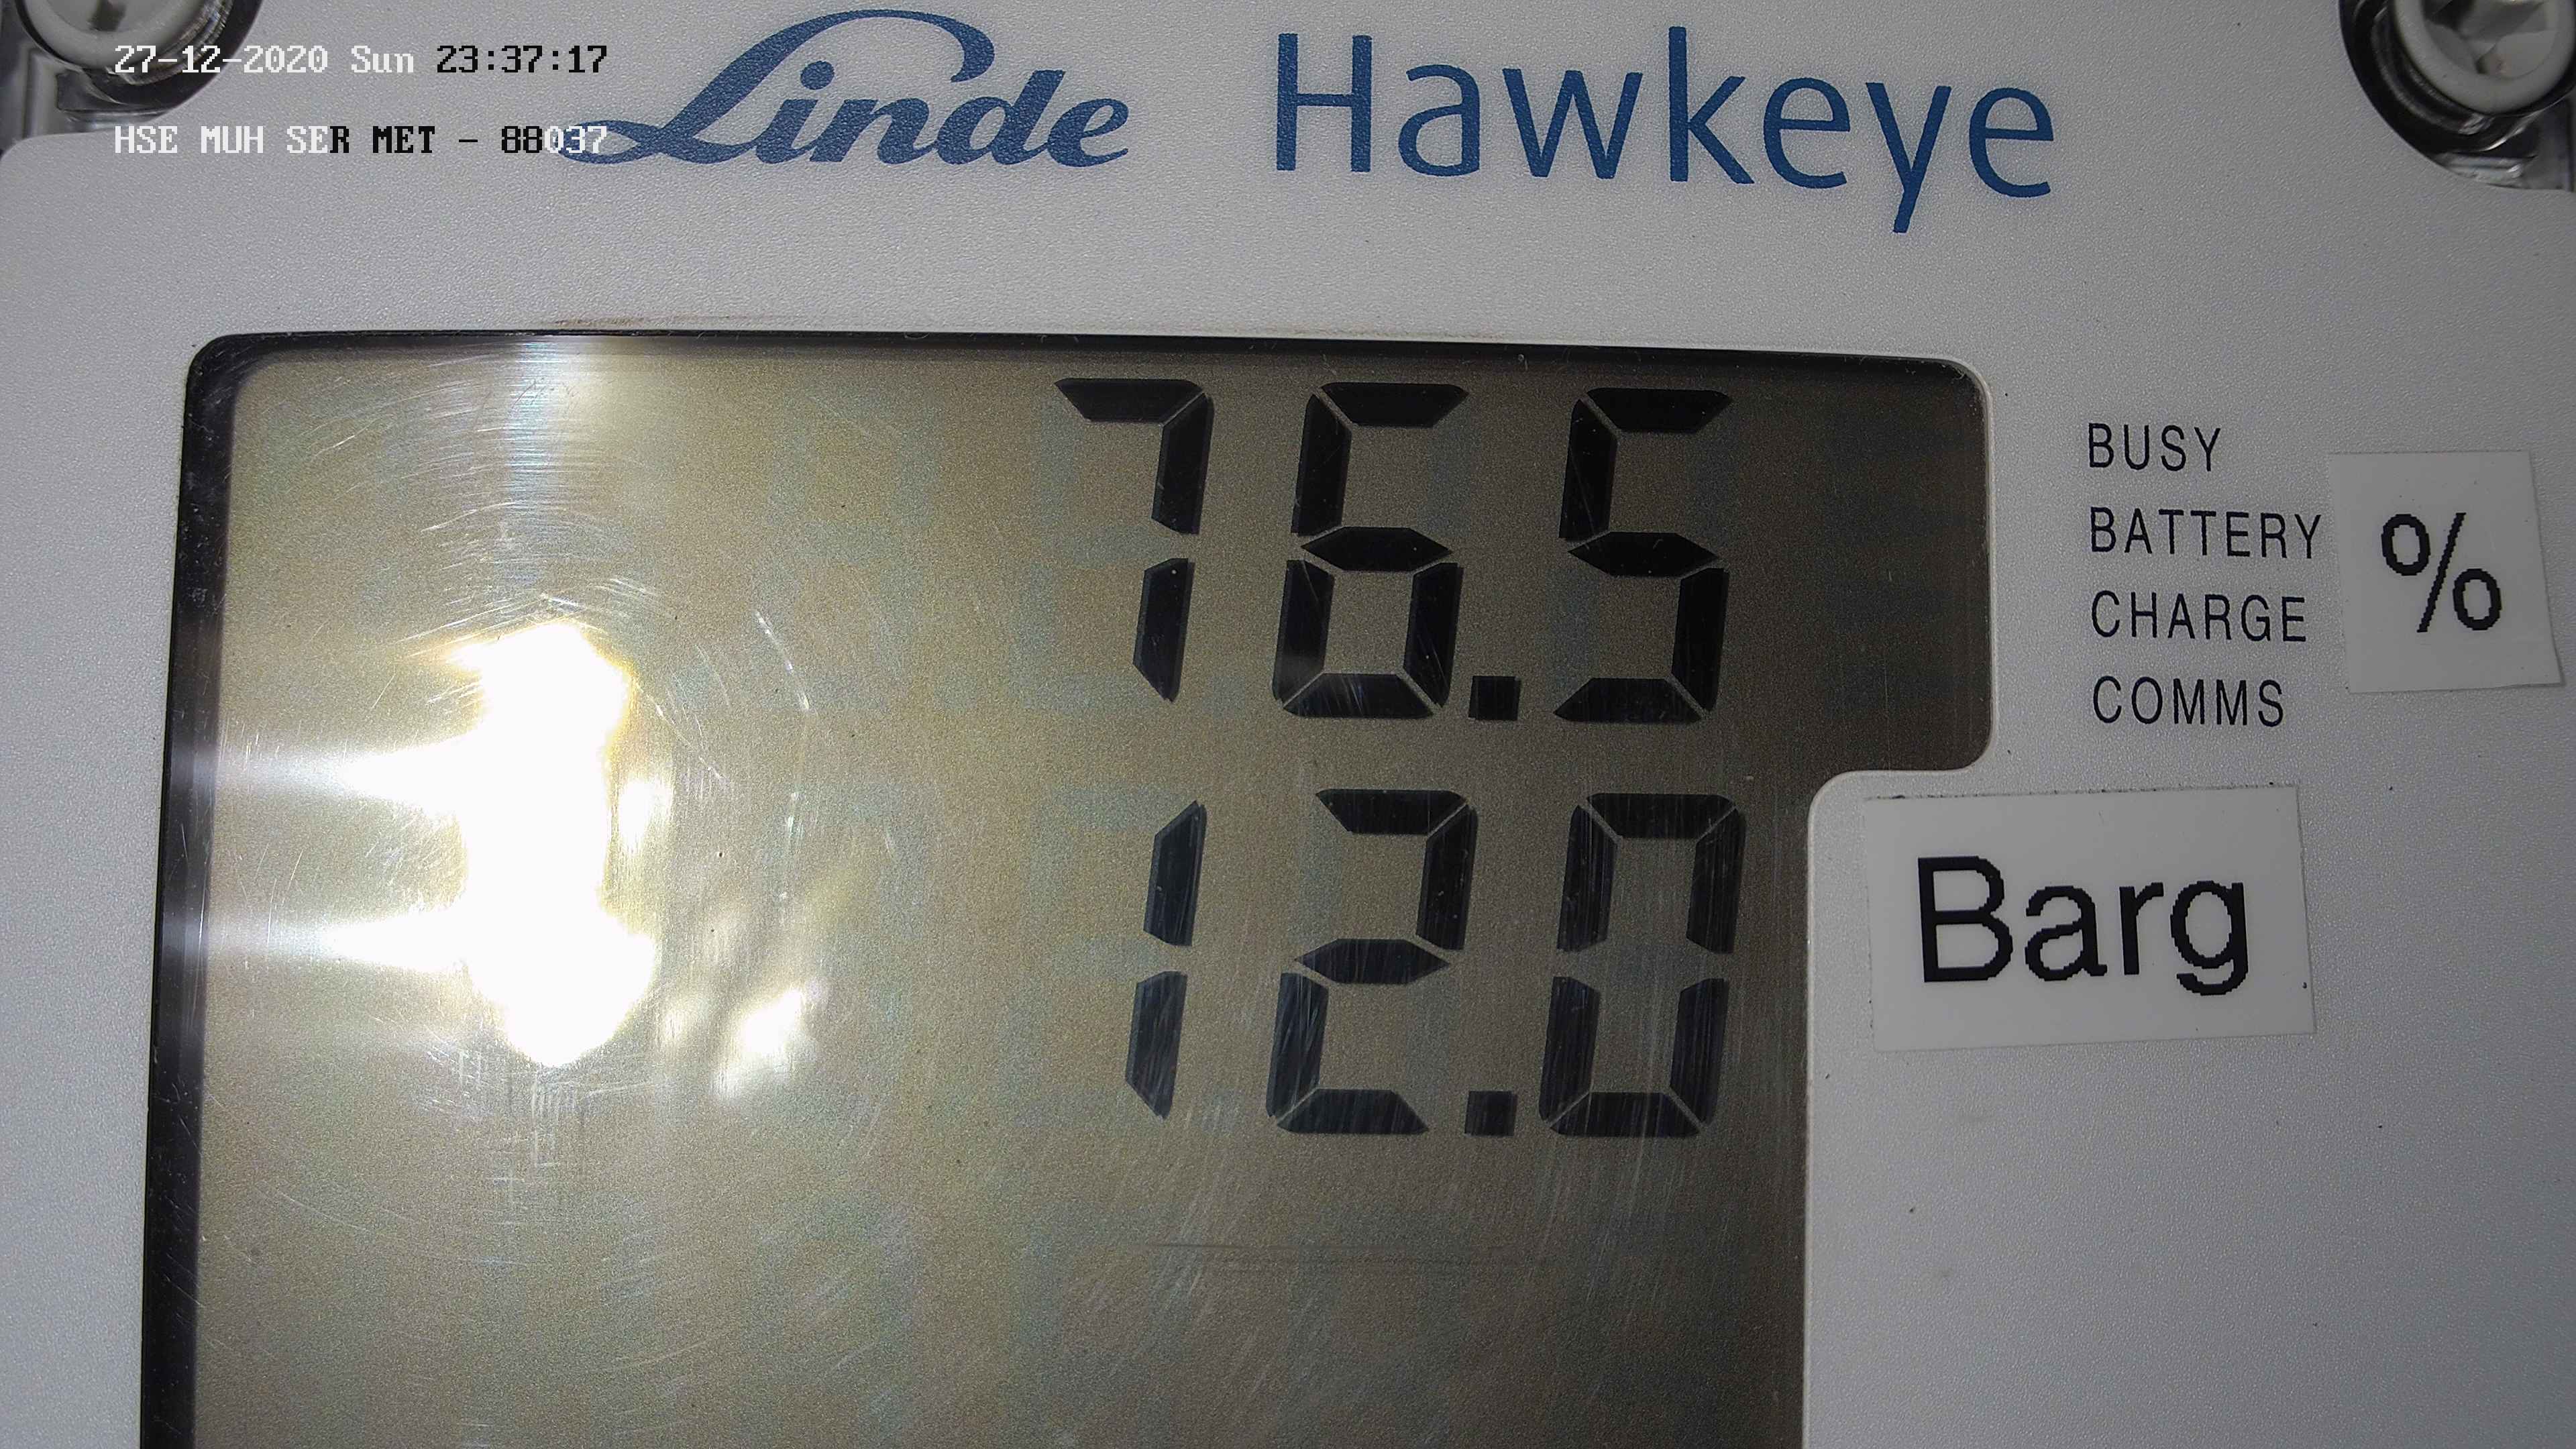 27-12-2020 Sun 23:37:17
HSE MUH SER MET - 88037
Linde Hawkeye
76.5
BUSY
BATTERY
CHARGE
COMMS
%
12.0
Barg